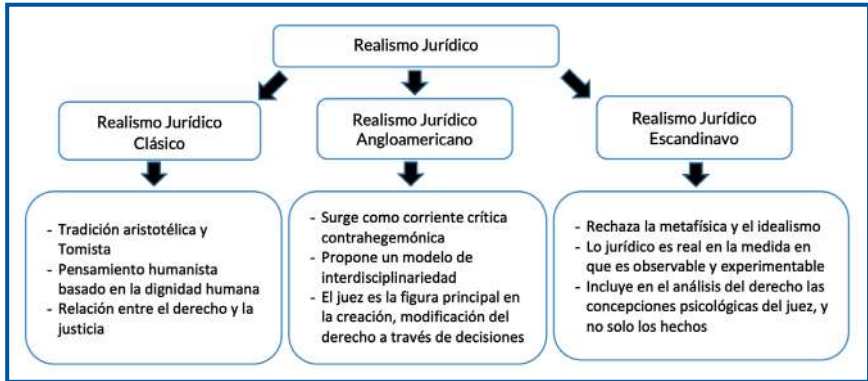 Realismo Jurídico
Realismo Jurídico
Clásico
Realismo Jurídico
Angloamericano
Realismo Jurídico
Escandinavo
- Tradición aristotélica y
Tomista
- Pensamiento humanista
basado en la dignidad humana
- Relación entre el derecho y la
justicia
- Surge como corriente crítica
contrahegemónica
- Propone un modelo de
interdisciplinariedad
- El juez es la figura principal en
la creación, modificación del
derecho a través de decisiones
- Rechaza la metafísica y el idealismo
- Lo jurídico es real en la medida en
que es observable y experimentable
- Incluye en el análisis del derecho las
concepciones psicológicas del juez, y
no solo los hechos